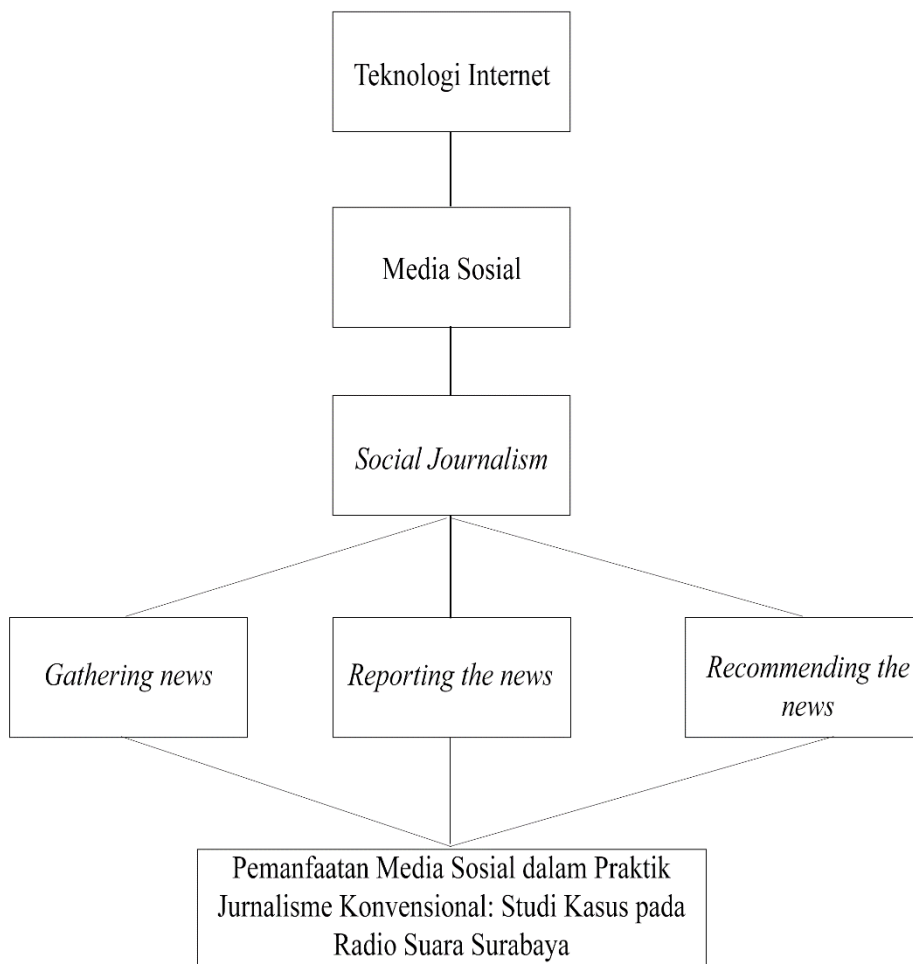 Teknologi Internet
Media Sosial
Social Journalism
Gathering news
Reporting the news
Recommending the
news
Pemanfaatan Media Sosial dalam Praktik
Jurnalisme Konvensional: Studi Kasus pada
Radio Suara Surabaya